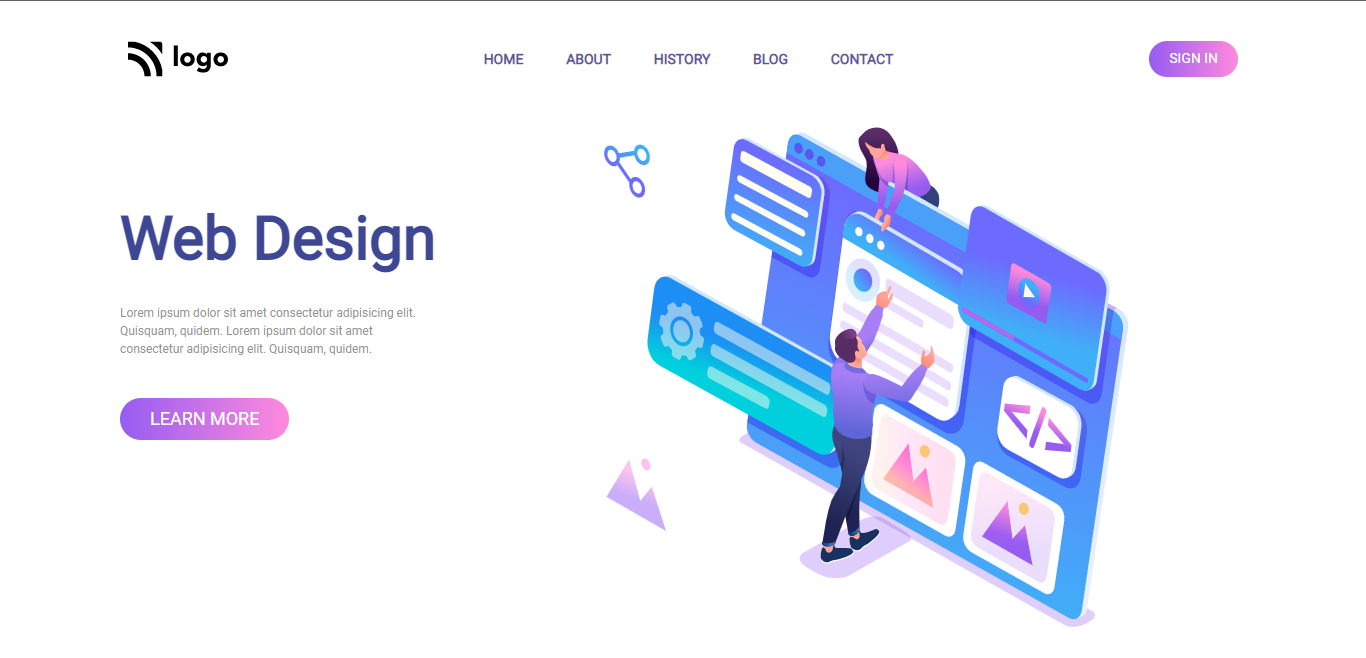 logo
HOME
ABOUT
HISTORY
BLOG
CONTACT
SIGN IN
Web Design
Lorem ipsum dolor sit amet consectetur adipisicing elit.
Quisquam, quidem. Lorem ipsum dolor sit amet
consectetur adipisicing elit. Quisquam, quidem.
LEARN MORE
</>